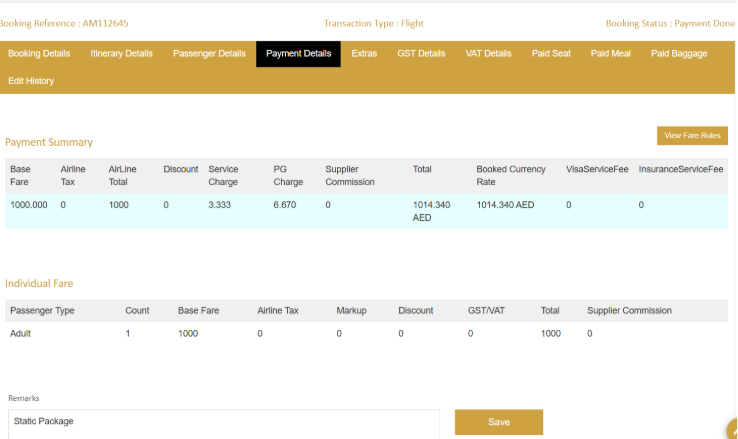 Booking Reference : AM112645 Transaction Type : Flight Booking Status : Payment Done
Booking Details Itinerary Details Passenger Details Payment Details Extras GST Details VAT Details Paid Seat Paid Meal Paid Baggage
Edit History
View Fare Rules
Payment Summary
Base Fare Airline Tax AirLine Total Discount Service Charge PG Charge Supplier Commission Total Booked Currency Rate VisaServiceFee InsuranceServiceFee
1000.000 0 1000 0 3.333 6.670 0 1014.340 AED 1014.340 AED 0 0
Individual Fare
Passenger Type Count Base Fare Airline Tax Markup Discount GST/VAT Total Supplier Commission
Adult 1 1000 0 0 0 0 1000 0
Remarks
Static Package Save